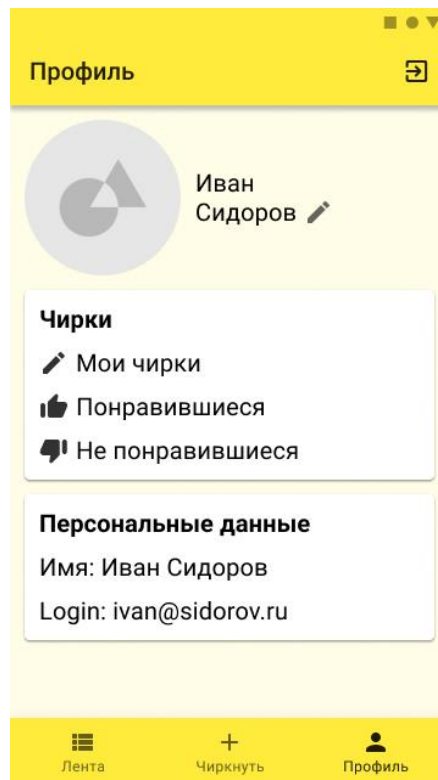 Профиль
Иван
Сидоров
Чирки
Мои чирки
Понравившиеся
Не понравившиеся
Персональные данные
Имя: Иван Сидоров
Login: ivan@sidorov.ru
Лента
Чиркнуть
Профиль